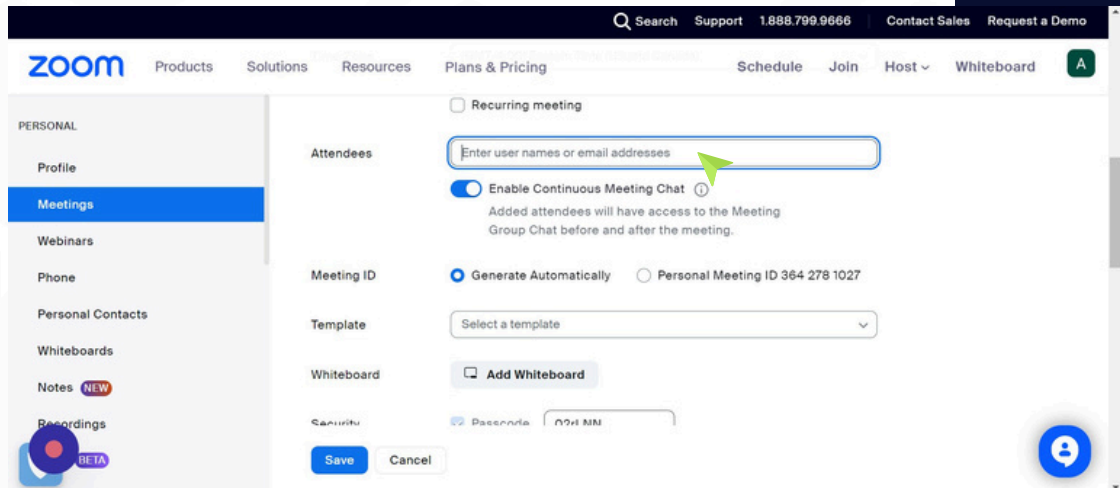 Search Support 1.888.799.9666 Contact Sales Request a Demo
zoom Products Solutions Resources Plans & Pricing Schedule Join Host Whiteboard A
PERSONAL
Profile
Meetings
Webinars
Phone
Personal Contacts
Whiteboards
Notes NEW
Recordings
BETA
Recurring meeting
Attendees Enter user names or email addresses
Enable Continuous Meeting Chat
Added attendees will have access to the Meeting
Group Chat before and after the meeting.
Meeting ID Generate Automatically Personal Meeting ID 364 278 1027
Template Select a template
Whiteboard Add Whiteboard
Security Passcode
Save Cancel